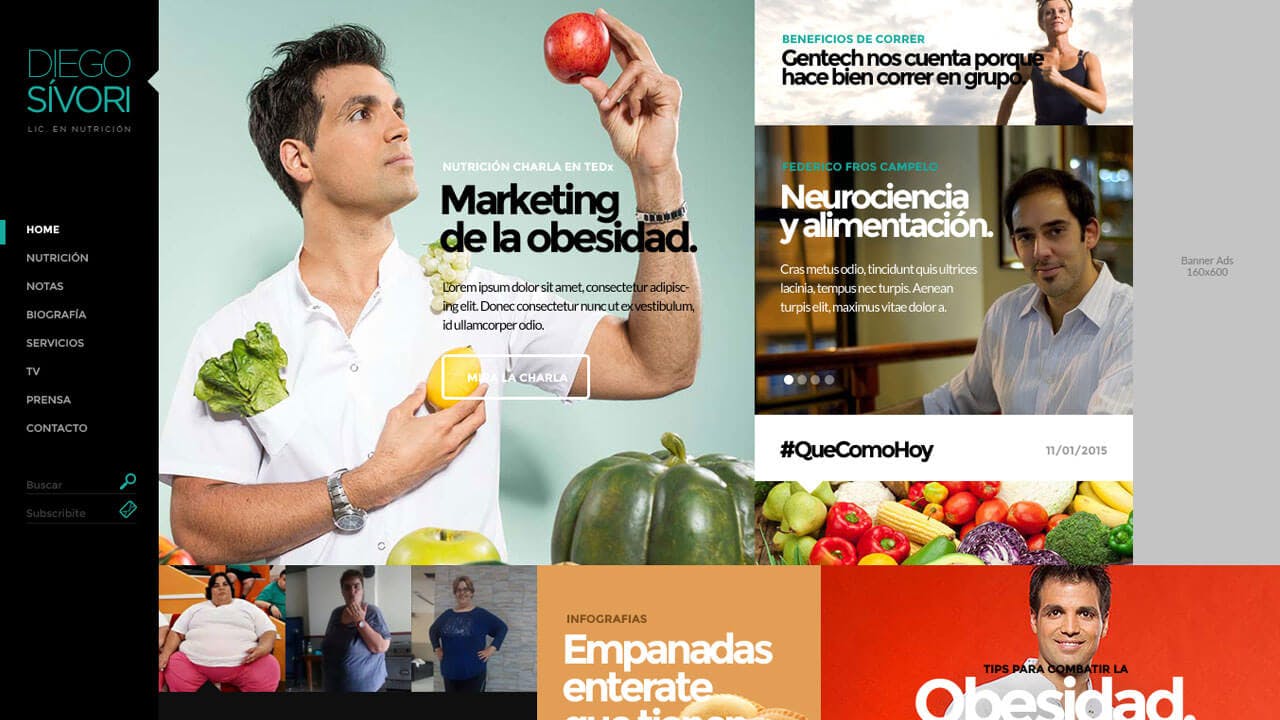 DIEGO
SÍVORI
LIC. EN NUTRICIÓN
HOME
NUTRICIÓN
NOTAS
BIOGRAFÍA
SERVICIOS
TV
PRENSA
CONTACTO
Buscar
Subscribite
NUTRICIÓN CHARLA EN TEDx
Marketing
de la obesidad.
Lorem ipsum dolor sit amet, consectetur adipisc-
ing elit. Donec consectetur nunc ut ex vestibulum,
id ullamcorper odio.
MIRA LA CHARLA
BENEFICIOS DE CORRER
Gentech nos cuenta porque
hace bien correr en grupo.
FEDERICO FROS CAMPELO
Neurociencia
y alimentación.
Cras metus odio, tincidunt quis ultrices
lacinia, tempus nec turpis. Aenean
turpis elit, maximus vitae dolor a.
#QueComoHoy
11/01/2015
Banner Ads
160x600
INFOGRAFIAS
Empanadas
enterate
que tienen
TIPS PARA COMBATIR LA
Obesidad.